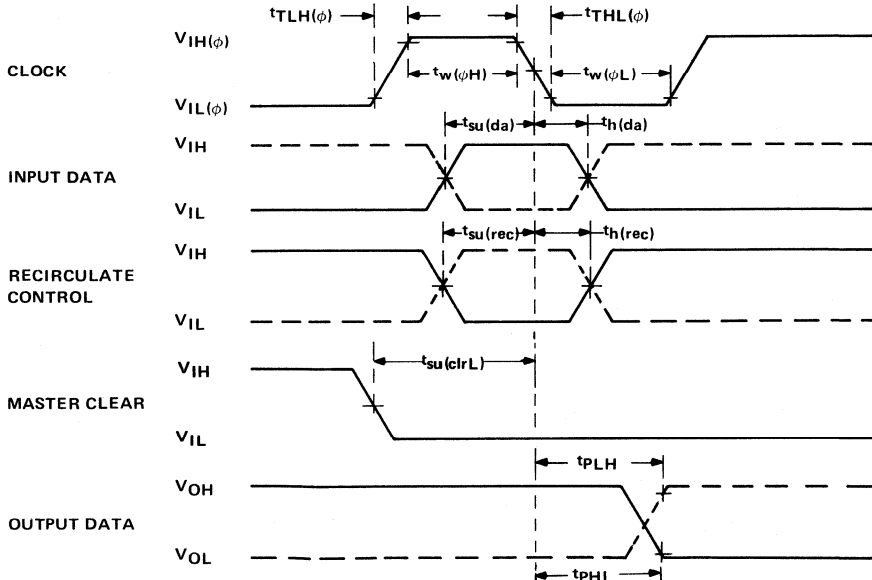 tTLH(ϕ) tTHL(ϕ)
VIH(ϕ)
CLOCK
tw(ϕH) tw(ϕL)
VIL(ϕ)
tsu(da) th(da)
VIH
INPUT DATA
VIL
tsu(rec) th(rec)
VIH
RECIRCULATE
CONTROL
VIL
tsu(clrL)
VIH
MASTER CLEAR
VIL
tPLH
VOH
OUTPUT DATA
VOL
tPHL